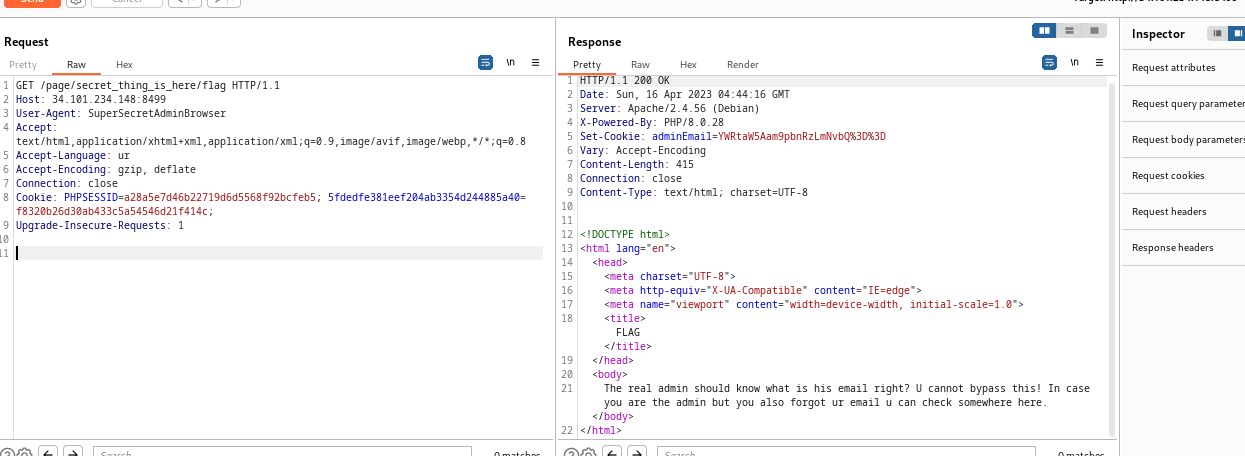 Send
Cancel
Request
Pretty Raw Hex
\n
1 GET /page/secret_thing_is_here/flag HTTP/1.1
2 Host: 34.101.234.148:8499
3 User-Agent: SuperSecretAdminBrowser
4 Accept:
text/html,application/xhtml+xml,application/xml;q=0.9,image/avif,image/webp,*/*;q=0.8
5 Accept-Language: ur
6 Accept-Encoding: gzip, deflate
7 Connection: close
8 Cookie: PHPSESSID=a28a5e7d46b22719d6d5568f92bcfeb5; 5fdedfe381eef204ab3354d244885a40=
f8320b26d30ab433c5a54546d21f414c;
9 Upgrade-Insecure-Requests: 1
10
11
Search
0 matches
Response
Pretty Raw Hex Render
\n
1 HTTP/1.1 200 OK
2 Date: Sun, 16 Apr 2023 04:44:16 GMT
3 Server: Apache/2.4.56 (Debian)
4 X-Powered-By: PHP/8.0.28
5 Set-Cookie: adminEmail=YWRtaW5Aam9pbnRzLmNvbQ%3D%3D
6 Vary: Accept-Encoding
7 Content-Length: 415
8 Connection: close
9 Content-Type: text/html; charset=UTF-8
10
11
12 <!DOCTYPE html>
13 <html lang="en">
14 <head>
15 <meta charset="UTF-8">
16 <meta http-equiv="X-UA-Compatible" content="IE=edge">
17 <meta name="viewport" content="width=device-width, initial-scale=1.0">
18 <title>
FLAG
</title>
19 </head>
20 <body>
21 The real admin should know what is his email right? U cannot bypass this! In case
you are the admin but you also forgot ur email u can check somewhere here.
</body>
22 </html>
Search
0 matches
Inspector
Request attributes
Request query parameter
Request body parameters
Request cookies
Request headers
Response headers